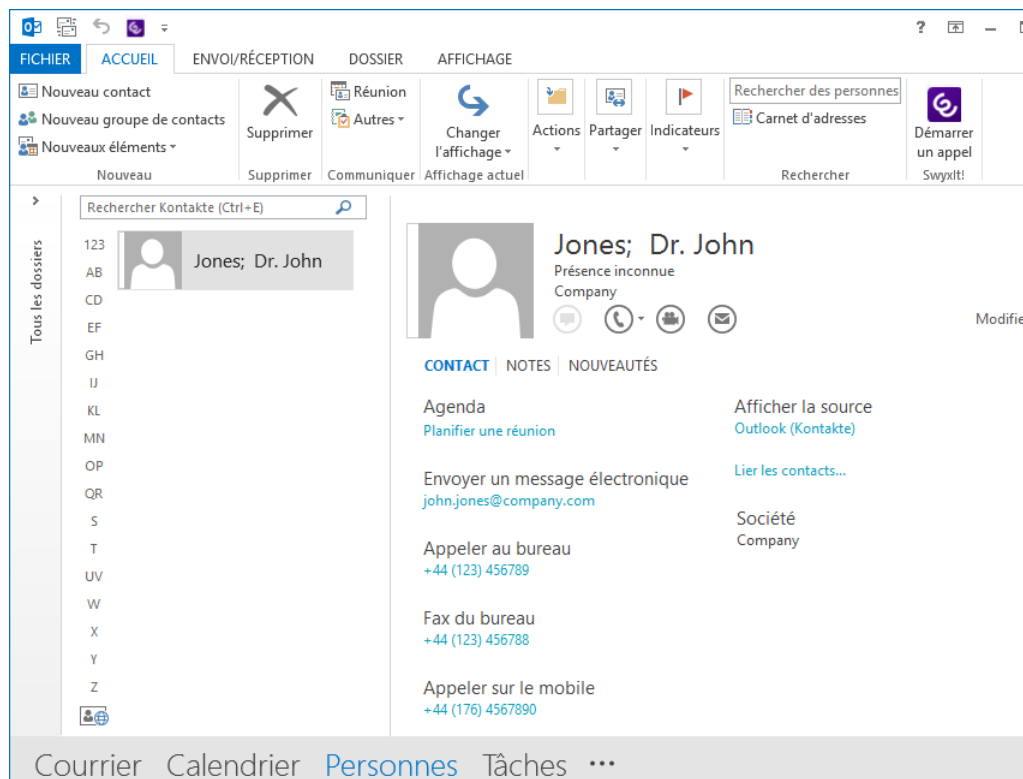 ?
FICHIER ACCUEIL ENVOI/RÉCEPTION DOSSIER AFFICHAGE
Nouveau contact
Nouveau groupe de contacts
Nouveaux éléments
Nouveau
Supprimer
Supprimer
Réunion
Autres
Communiquer
Changer
l'affichage
Affichage actuel
Actions
Partager
Indicateurs
Rechercher des personnes
Carnet d'adresses
Rechercher
Démarrer
un appel
SwyxIt!
Tous les dossiers
Rechercher Kontakte (Ctrl+E)
123
AB
CD
EF
GH
IJ
KL
MN
OP
QR
S
T
UV
W
X
Y
Z
Jones; Dr. John
Jones; Dr. John
Présence inconnue
Company
Modifie
CONTACT NOTES NOUVEAUTÉS
Agenda
Planifier une réunion
Envoyer un message électronique
john.jones@company.com
Appeler au bureau
+44 (123) 456789
Fax du bureau
+44 (123) 456788
Appeler sur le mobile
+44 (176) 4567890
Afficher la source
Outlook (Kontakte)
Lier les contacts...
Société
Company
Courrier Calendrier Personnes Tâches •••